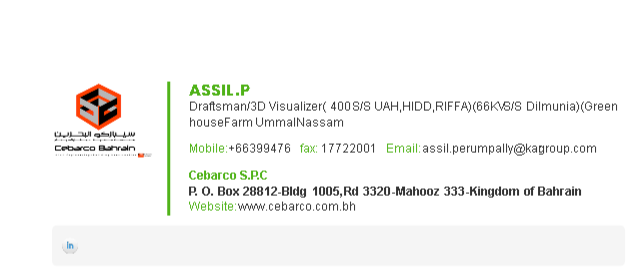 سيباركو البحرين
Cebarco Bahrain
ASSIL.P
Draftsman/3D Visualizer( 400S/S UAH,HIDD,RIFFA)(66KV/S/S Dilmunia)(Green
houseFarm UmmalNassam
Mobile:+66399476 fax: 17722001 Email:assil.perumpally@kagroup.com
Cebarco S.P.C
P. O. Box 28812-Bldg 1005,Rd 3320-Mahooz 333-Kingdom of Bahrain
Website:www.cebarco.com.bh
in